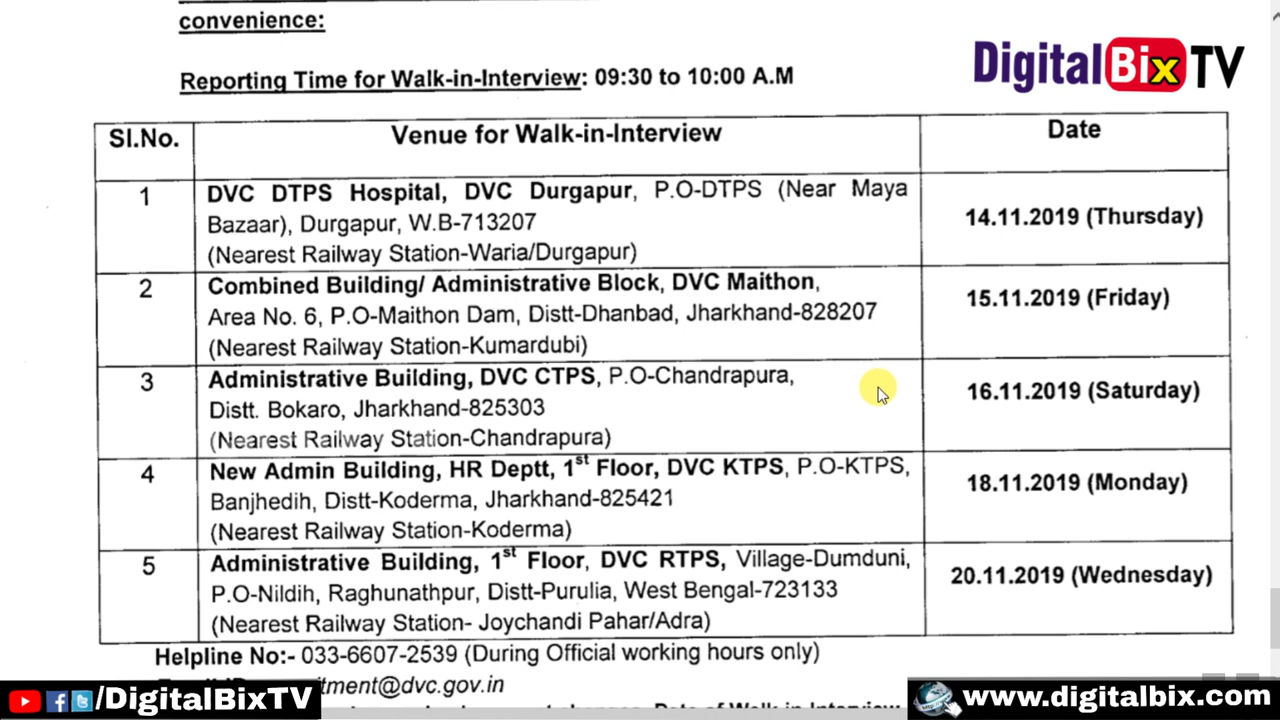 convenience:
DigitalBixTV
Reporting Time for Walk-in-Interview: 09:30 to 10:00 A.M
Sl.No. Venue for Walk-in-Interview Date
1 DVC DTPS Hospital, DVC Durgapur, P.O-DTPS (Near Maya
Bazaar), Durgapur, W.B-713207 14.11.2019 (Thursday)
(Nearest Railway Station-Waria/Durgapur)
2 Combined Building/ Administrative Block, DVC Maithon, 15.11.2019 (Friday)
Area No. 6, P.O-Maithon Dam, Distt-Dhanbad, Jharkhand-828207
(Nearest Railway Station-Kumardubi)
3 Administrative Building, DVC CTPS, P.O-Chandrapura, 16.11.2019 (Saturday)
Distt. Bokaro, Jharkhand-825303
(Nearest Railway Station-Chandrapura)
4 New Admin Building, HR Deptt, 1st Floor, DVC KTPS, P.O-KTPS, 18.11.2019 (Monday)
Banjhedih, Distt-Koderma, Jharkhand-825421
(Nearest Railway Station-Koderma)
5 Administrative Building, 1st Floor, DVC RTPS, Village-Dumduni, 20.11.2019 (Wednesday)
P.O-Nildih, Raghunathpur, Distt-Purulia, West Bengal-723133
(Nearest Railway Station- Joychandi Pahar/Adra)
Helpline No:- 033-6607-2539 (During Official working hours only)
/DigitalBixTV
www.digitalbix.com